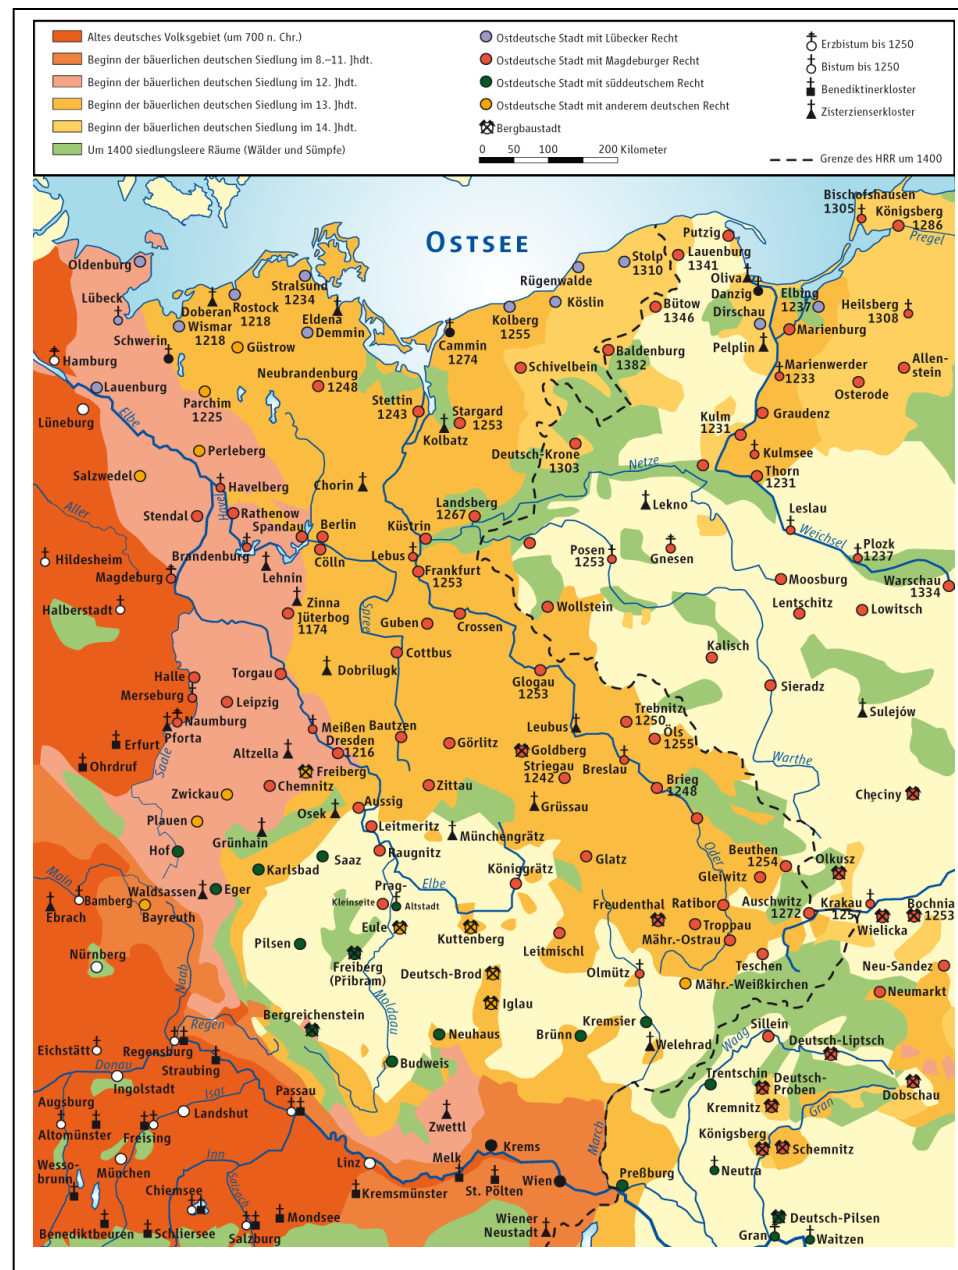 Altes deutsches Volksgebiet (um 700 n. Chr.)
Beginn der bäuerlichen deutschen Siedlung im 8.–11. Jhdt.
Beginn der bäuerlichen deutschen Siedlung im 12. Jhdt.
Beginn der bäuerlichen deutschen Siedlung im 13. Jhdt.
Beginn der bäuerlichen deutschen Siedlung im 14. Jhdt.
Um 1400 siedlungsleere Räume (Wälder und Sümpfe)
Ostdeutsche Stadt mit Lübecker Recht
Ostdeutsche Stadt mit Magdeburger Recht
Ostdeutsche Stadt mit süddeutschem Recht
Ostdeutsche Stadt mit anderem deutschen Recht
Bergbaustadt
0 50 100 200 Kilometer
Erzbistum bis 1250
Bistum bis 1250
Benediktinerkloster
Zisterzienserkloster
Grenze des HRR um 1400
OSTSEE
Bischofshausen
1305
Königsberg
1286
Pregel
Putzig
Lauenburg
1341
Stolp
1310
Rügenwalde
Oliva
Danzig
Elbing
1237
Heilsberg
1308
Oldenburg
Lübeck
Doberan
Rostock
1218
Wismar
1218
Stralsund
1234
Eldena
Demmin
Kolberg
1255
Köslin
Bütow
1346
Dirschau
Marienburg
Schwerin
Güstrow
Cammin
1274
Pelplin
Hamburg
Neubrandenburg
1248
Schivelbein
Baldenburg
1382
Marienwerder
1233
Allen-
stein
Osterode
Lauenburg
Lüneburg
Elbe
Parchim
1225
Stettin
1243
Stargard
1253
Kolbatz
Kulm
1231
Graudenz
Perleberg
Deutsch-Krone
1303
Kulmsee
Netze
Thorn
1231
Salzwedel
Havelberg
Havel
Chorin
Landsberg
1267
Lekno
Leslau
Aller
Stendal
Rathenow
Spandau
Berlin
Cölln
Küstrin
Weichsel
Plozk
1237
Hildesheim
Brandenburg
Lehnin
Lebus
Frankfurt
1253
Posen
1253
Gnesen
Magdeburg
Moosburg
Warschau
1334
Halberstadt
Zinna
Jüterbog
1174
Spree
Guben
Crossen
Wollstein
Lentschitz
Lowitsch
Cottbus
Kalisch
Halle
Torgau
Dobrilugk
Glogau
1253
Sieradz
Merseburg
Leipzig
Trebnitz
1250
Sulejów
Naumburg
Pforta
Meißen
Dresden
1216
Bautzen
Görlitz
Leubus
Öls
1255
Erfurt
Ohrdruf
Saale
Altzella
Goldberg
Striegau
1242
Breslau
Warthe
Freiberg
Chemnitz
Zittau
Brieg
1248
Chęciny
Zwickau
Osek
Aussig
Grüssau
Plauen
Grünhain
Leitmeritz
Münchengrätz
Hof
Saaz
Raugnitz
Glatz
Oder
Beuthen
1254
Olkusz
Karlsbad
Königgrätz
Gleiwitz
Main
Bamberg
Waldsassen
Eger
Prag-
Kleinseite
Altstadt
Elbe
Freudenthal
Ratibor
Auschwitz
1272
Krakau
1257
Bochnia
1253
Wielicka
Ebrach
Bayreuth
Eule
Kuttenberg
Troppau
Pilsen
Leitmischl
Mähr.-Ostrau
Nürnberg
Freiberg
(Přibram)
Deutsch-Brod
Olmütz
Teschen
Neu-Sandez
Naab
Moldau
Iglau
Mähr.-Weißkirchen
Neumarkt
Bergreichenstein
Regen
Neuhaus
Brünn
Kremsier
Sillein
Waag
Eichstätt
Regensburg
Welehrad
Deutsch-Liptsch
Donau
Straubing
Budweis
Trentschin
Deutsch-
Proben
Ingolstadt
Isar
Passau
Dobschau
Augsburg
Landshut
Kremnitz
Gran
Altomünster
Freising
Zwettl
Königsberg
March
Schemnitz
Inn
Krems
Wesso-
brunn
München
Linz
Melk
Neutra
Chiemsee
Salzach
Kremsmünster
St. Pölten
Wien
Preßburg
Benediktbeuren
Schliersee
Mondsee
Salzburg
Wiener
Neustadt
Deutsch-Pilsen
Gran
Waitzen